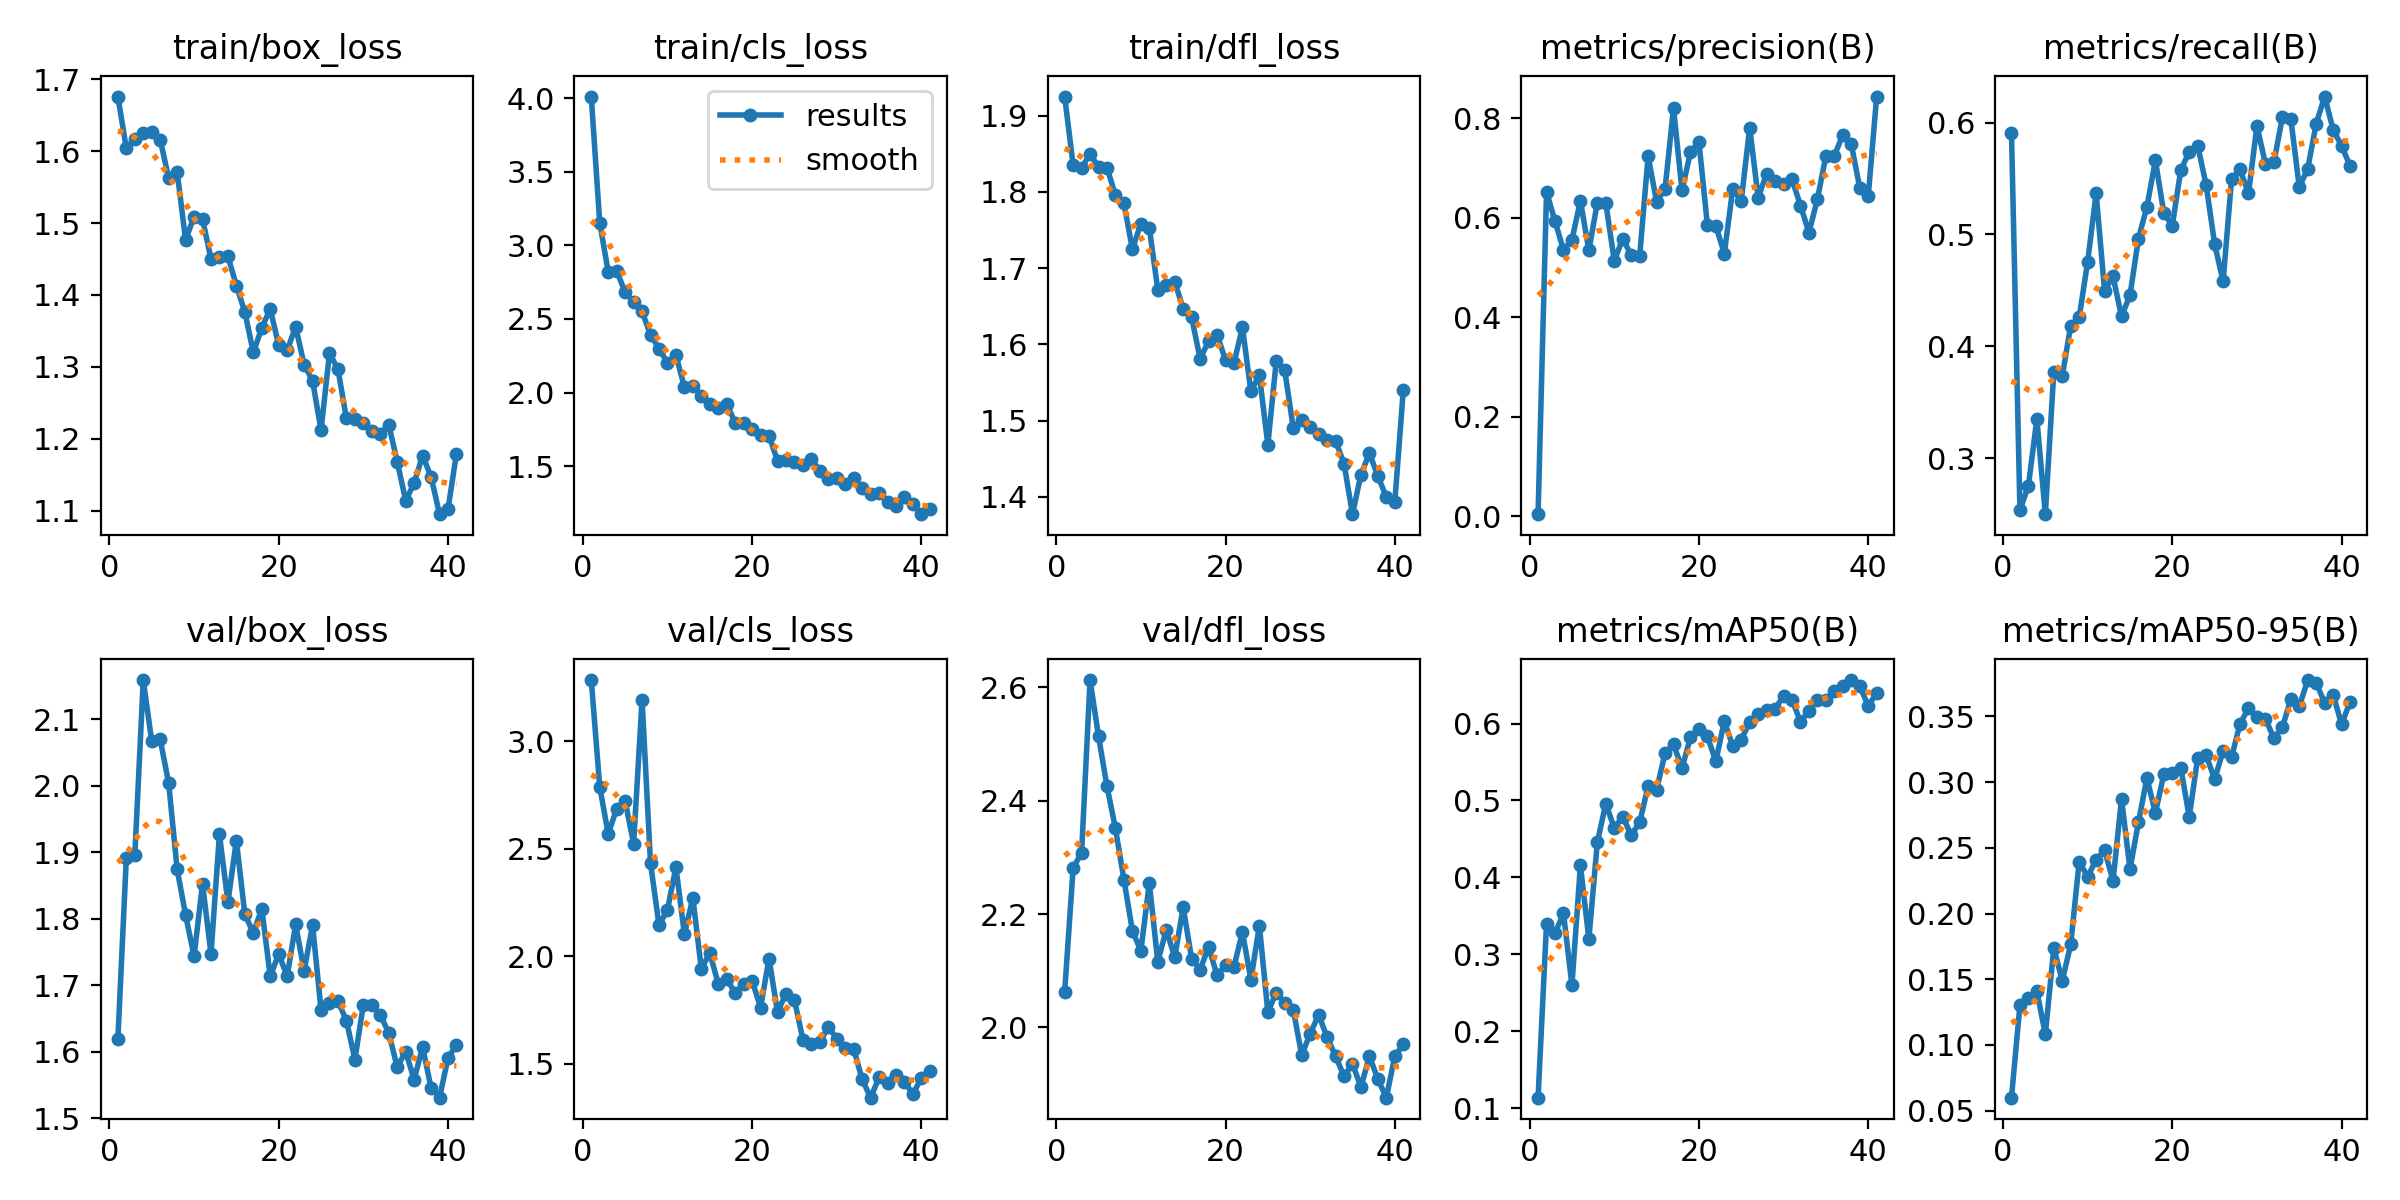 train/box_loss
train/cls_loss
train/dfl_loss
metrics/precision(B)
metrics/recall(B)
1.7
1.6
1.5
1.4
1.3
1.2
1.1
0 20 40
4.0
3.5
3.0
2.5
2.0
1.5
results
smooth
0 20 40
1.9
1.8
1.7
1.6
1.5
1.4
0 20 40
0.8
0.6
0.4
0.2
0.0
0 20 40
0.6
0.5
0.4
0.3
0 20 40
val/box_loss
val/cls_loss
val/dfl_loss
metrics/mAP50(B)
metrics/mAP50-95(B)
2.1
2.0
1.9
1.8
1.7
1.6
1.5
0 20 40
3.0
2.5
2.0
1.5
0 20 40
2.6
2.4
2.2
2.0
0 20 40
0.6
0.5
0.4
0.3
0.2
0.1
0 20 40
0.35
0.30
0.25
0.20
0.15
0.10
0.05
0 20 40